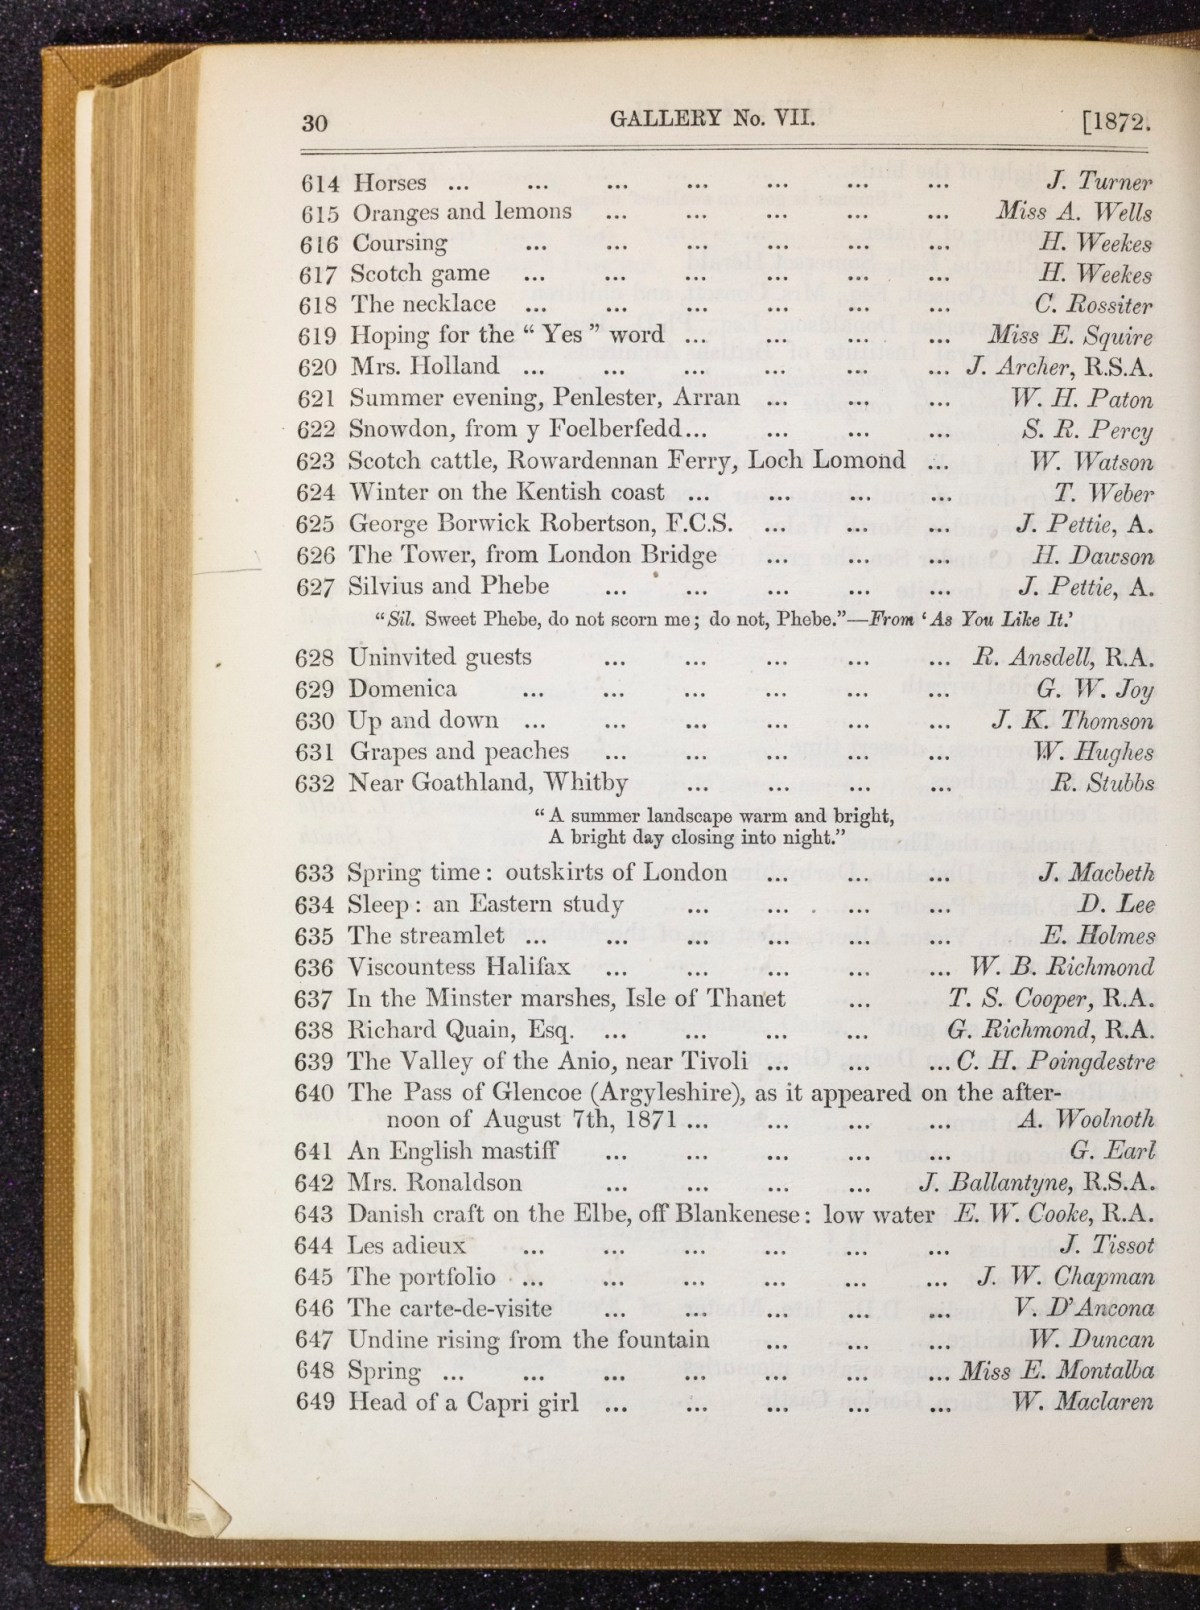 30 GALLERY No. VII. [1872.
614 Horses ... ... ... ... ... ... ... J. Turner
615 Oranges and lemons ... ... ... ... ... Miss A. Wells
616 Coursing ... ... ... ... ... ... H. Weekes
617 Scotch game ... ... ... ... ... ... H. Weekes
618 The necklace ... ... ... ... ... ... C. Rossiter
619 Hoping for the “ Yes ” word ... ... ... ... Miss E. Squire
620 Mrs. Holland ... ... ... ... ... ... J. Archer, R.S.A.
621 Summer evening, Penlester, Arran ... ... ... W. H. Paton
622 Snowdon, from y Foelberfedd... ... ... ... S. R. Percy
623 Scotch cattle, Rowardennan Ferry, Loch Lomond ... W. Watson
624 Winter on the Kentish coast ... ... ... ... T. Weber
625 George Borwick Robertson, F.C.S. ... ... ... J. Pettie, A.
626 The Tower, from London Bridge ... ... ... H. Dawson
627 Silvius and Phebe ... ... ... ... ... J. Pettie, A.
“Sil. Sweet Phebe, do not scorn me; do not, Phebe.”—From ‘As You Like It.’
628 Uninvited guests ... ... ... ... ... R. Ansdell, R.A.
629 Domenica ... ... ... ... ... ... G. W. Joy
630 Up and down ... ... ... ... ... ... J. K. Thomson
631 Grapes and peaches ... ... ... ... ... W. Hughes
632 Near Goathland, Whitby ... ... ... ... R. Stubbs
“ A summer landscape warm and bright,
A bright day closing into night.”
633 Spring time : outskirts of London ... ... ... J. Macbeth
634 Sleep : an Eastern study ... ... ... ... D. Lee
635 The streamlet ... ... ... ... ... ... E. Holmes
636 Viscountess Halifax ... ... ... ... ... W. B. Richmond
637 In the Minster marshes, Isle of Thanet ... T. S. Cooper, R.A.
638 Richard Quain, Esq. ... ... ... ... G. Richmond, R.A.
639 The Valley of the Anio, near Tivoli ... ... ... C. H. Poingdestre
640 The Pass of Glencoe (Argyleshire), as it appeared on the after-
noon of August 7th, 1871 ... ... ... ... A. Woolnoth
641 An English mastiff ... ... ... ... ... G. Earl
642 Mrs. Ronaldson ... ... ... ... J. Ballantyne, R.S.A.
643 Danish craft on the Elbe, off Blankenese : low water E. W. Cooke, R.A.
644 Les adieux ... ... ... ... ... ... J. Tissot
645 The portfolio ... ... ... ... ... ... J. W. Chapman
646 The carte-de-visite ... ... ... ... ... V. D’Ancona
647 Undine rising from the fountain ... ... ... W. Duncan
648 Spring ... ... ... ... ... ... ... Miss E. Montalba
649 Head of a Capri girl ... ... ... ... ... W. Maclaren